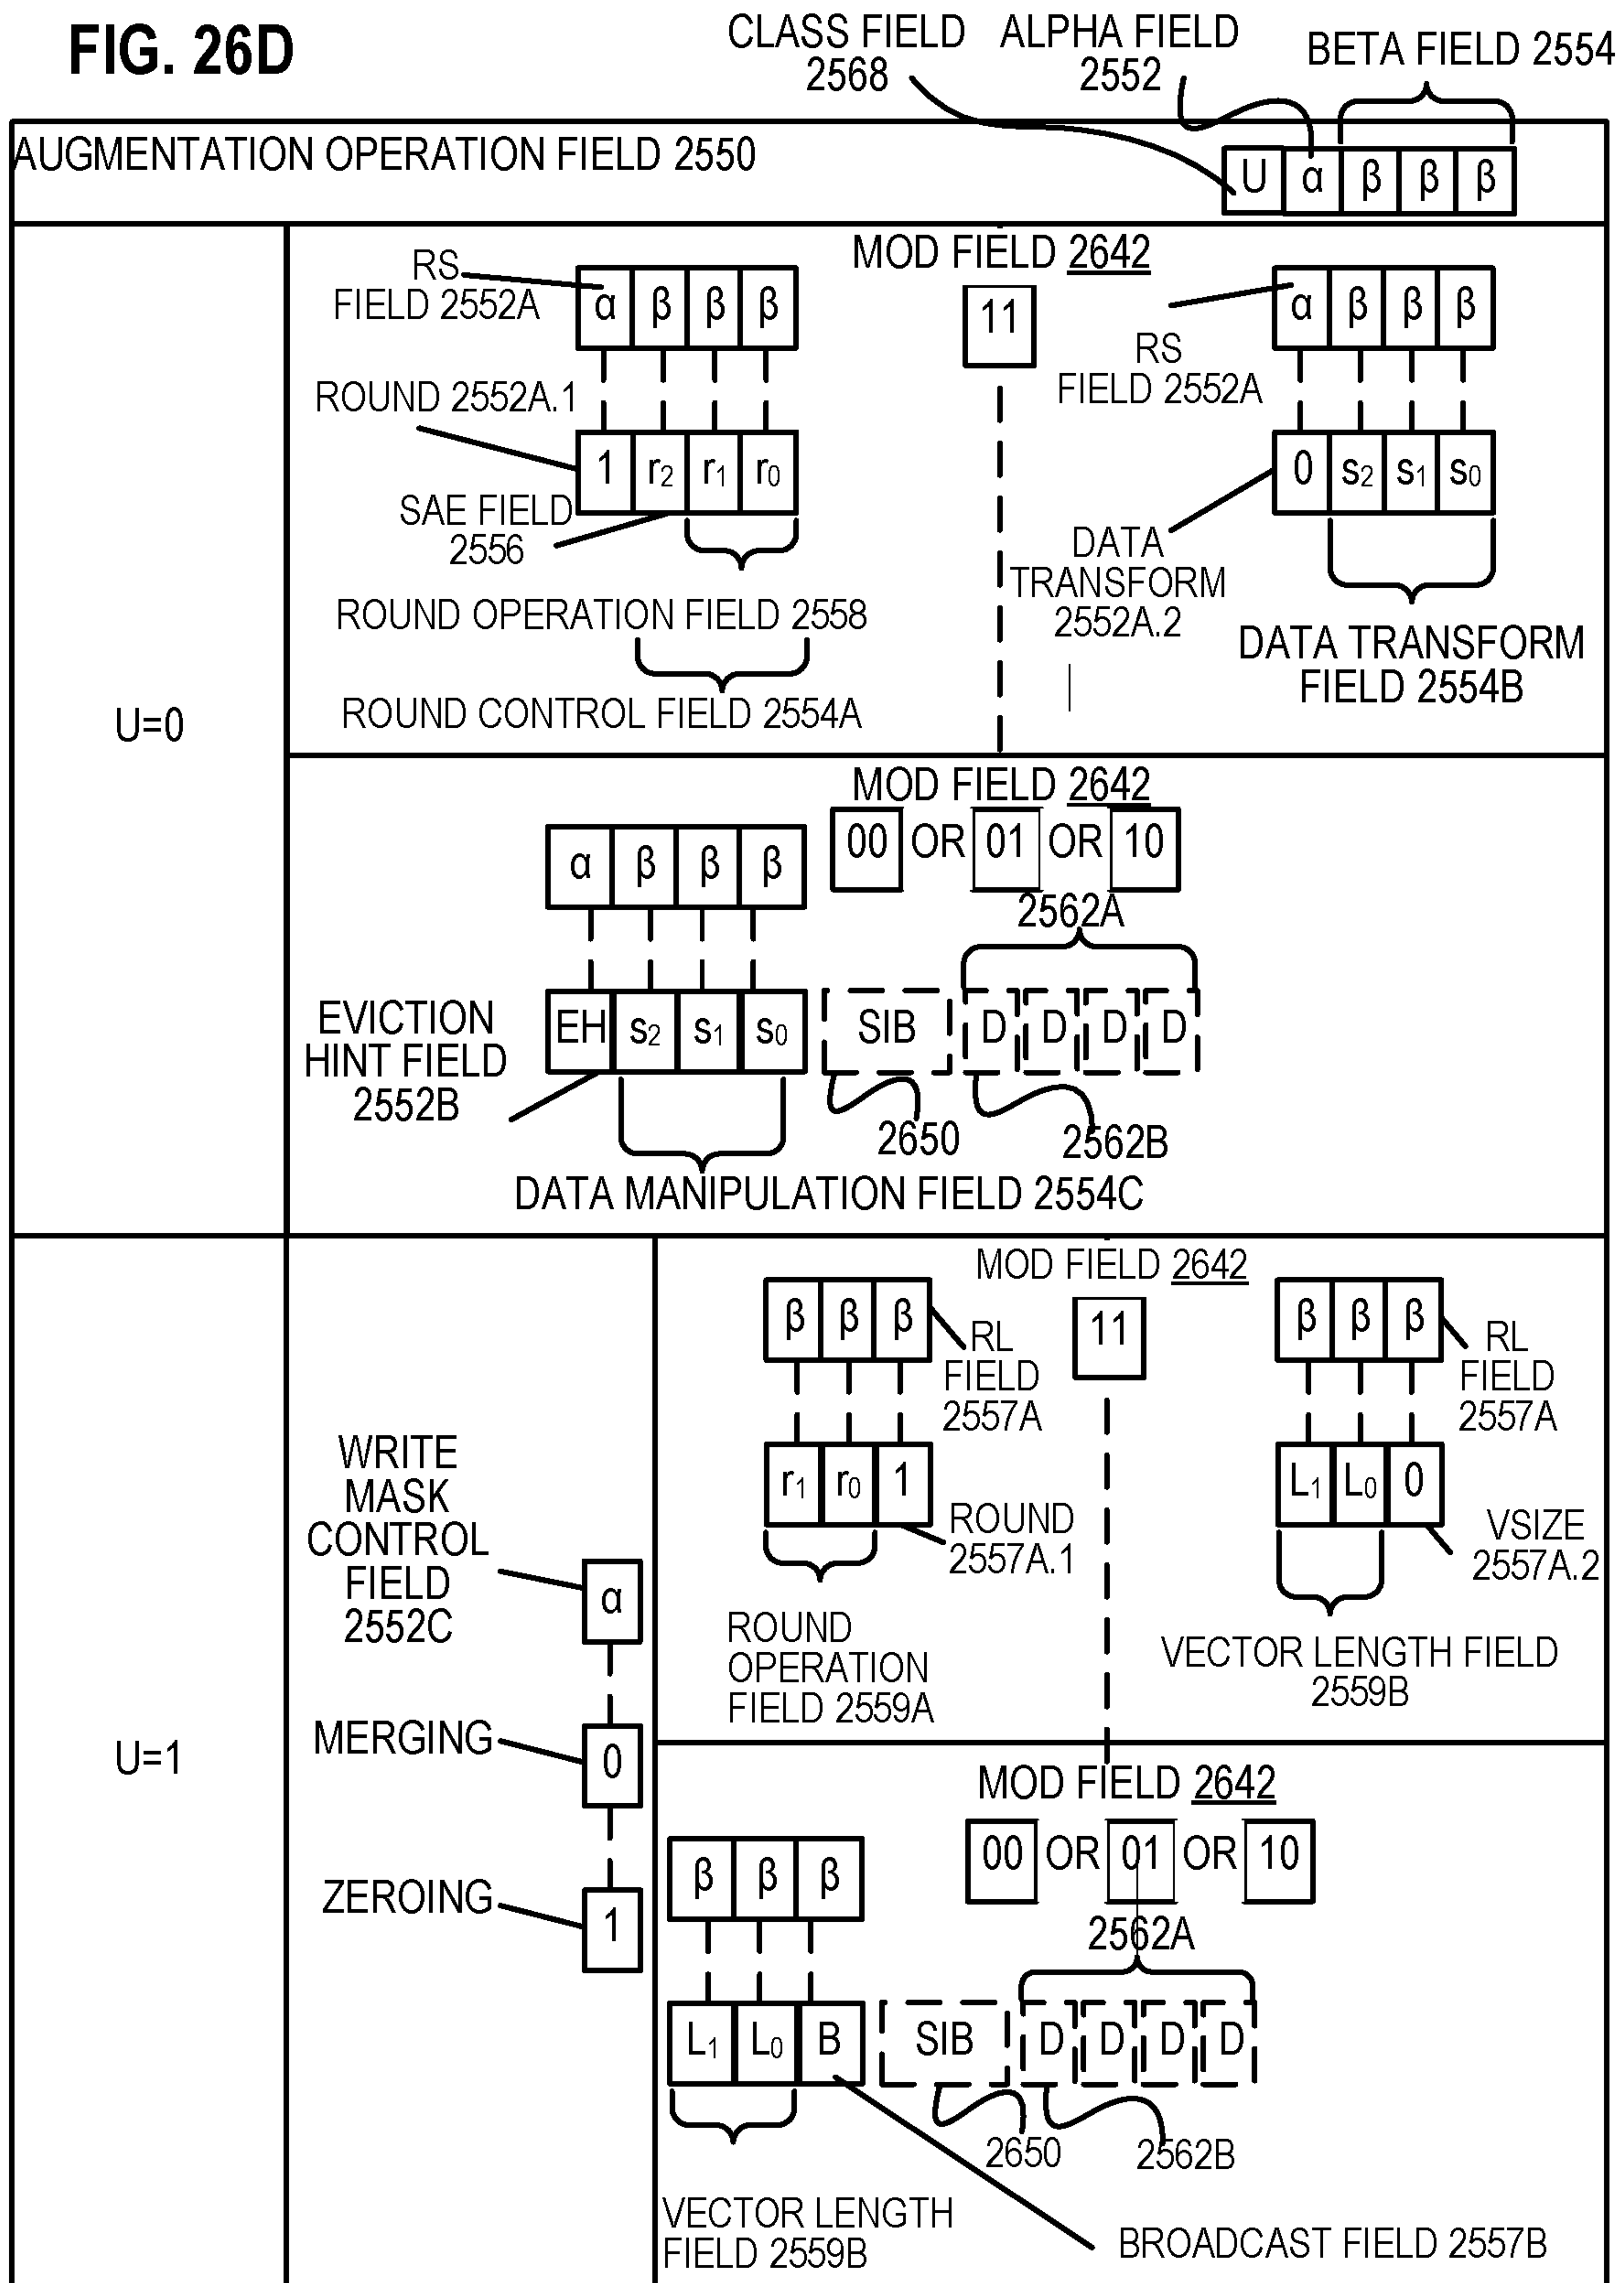 FIG. 26D
CLASS FIELD
2568
ALPHA FIELD
2552
BETA FIELD 2554
AUGMENTATION OPERATION FIELD 2550
U α β β β
U=0
MOD FIELD 2642
11
RS
FIELD 2552A
α β β β
ROUND 2552A.1
1 r2 r1 r0
SAE FIELD
2556
ROUND OPERATION FIELD 2558
ROUND CONTROL FIELD 2554A
α β β β
RS
FIELD 2552A
0 s2 s1 s0
DATA
TRANSFORM
2552A.2
DATA TRANSFORM
FIELD 2554B
MOD FIELD 2642
00 OR 01 OR 10
α β β β
2562A
EVICTION
HINT FIELD
2552B
EH s2 s1 s0 SIB D D D D
2650
2562B
DATA MANIPULATION FIELD 2554C
U=1
WRITE
MASK
CONTROL
FIELD
2552C
α
MERGING
0
ZEROING
1
MOD FIELD 2642
11
β β β
RL
FIELD
2557A
r1 r0 1
ROUND
2557A.1
ROUND
OPERATION
FIELD 2559A
β β β
RL
FIELD
2557A
L1 L0 0
VSIZE
2557A.2
VECTOR LENGTH FIELD
2559B
MOD FIELD 2642
00 OR 01 OR 10
β β β
2562A
L1 L0 B SIB D D D D
2650
2562B
VECTOR LENGTH
FIELD 2559B
BROADCAST FIELD 2557B